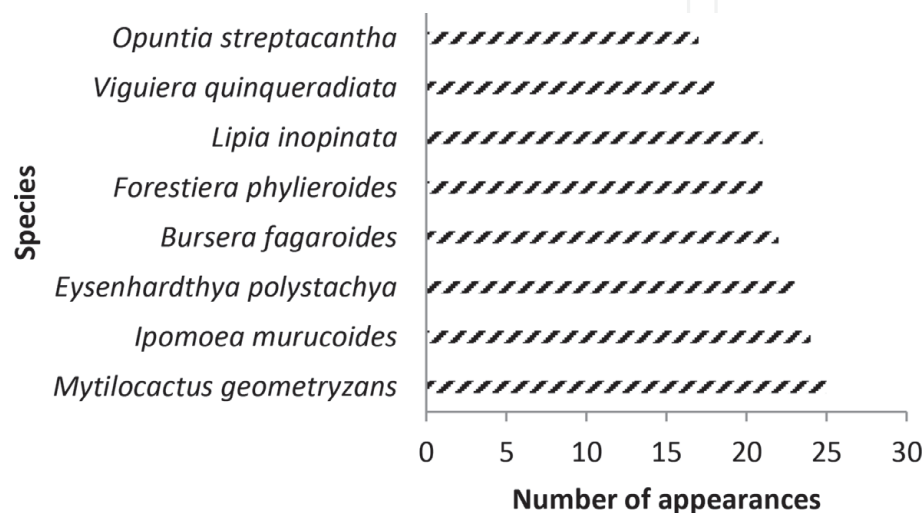 Opuntia streptacantha
Viguiera quinqueradiata
Lipia inopinata
Forestiera phylieroides
Bursera fagaroides
Eysenhardthya polystachya
Ipomoea murucoides
Mytilocactus geometryzans
Species
0 5 10 15 20 25 30
Number of appearances